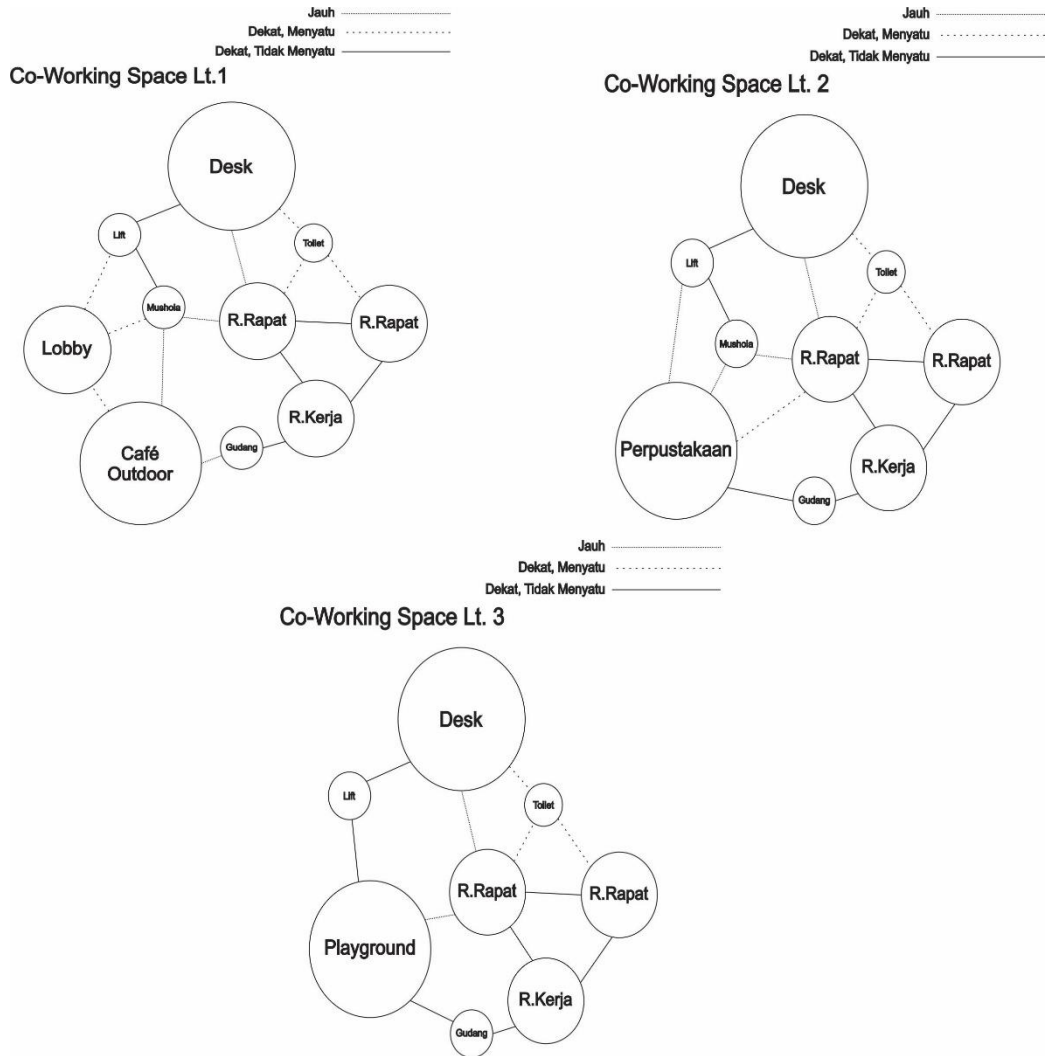 Jauh
Dekat, Menyatu
Dekat, Tidak Menyatu
Co-Working Space Lt.1
Desk
Lift
Toilet
Mushola
R.Rapat
R.Rapat
Lobby
R.Kerja
Café
Outdoor
Gudang
Jauh
Dekat, Menyatu
Dekat, Tidak Menyatu
Co-Working Space Lt. 2
Desk
Lift
Toilet
Mushola
R.Rapat
R.Rapat
Perpustakaan
R.Kerja
Gudang
Jauh
Dekat, Menyatu
Dekat, Tidak Menyatu
Co-Working Space Lt. 3
Desk
Lift
Toilet
R.Rapat
R.Rapat
Playground
R.Kerja
Gudang